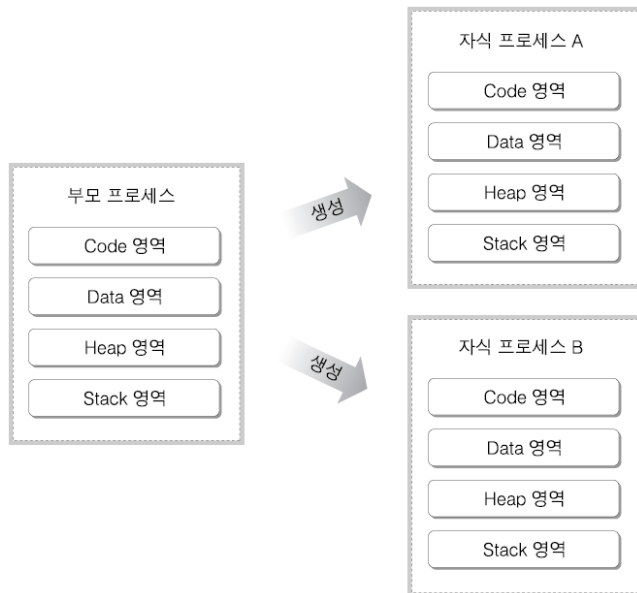 부모 프로세스
Code 영역
Data 영역
Heap 영역
Stack 영역
생성
생성
자식 프로세스 A
Code 영역
Data 영역
Heap 영역
Stack 영역
자식 프로세스 B
Code 영역
Data 영역
Heap 영역
Stack 영역